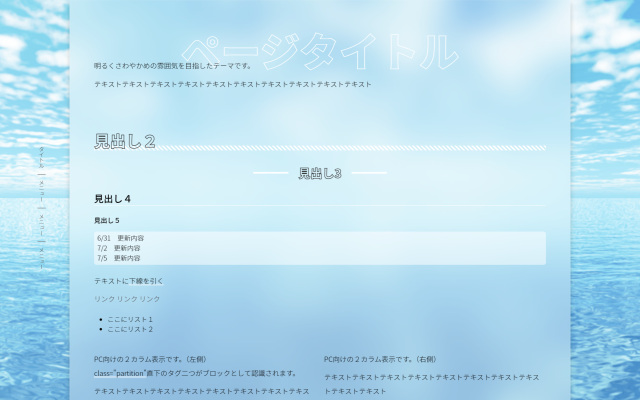 ページタイトル
明るくさわやかめの雰囲気を目指したテーマです。
テキストテキストテキストテキストテキストテキストテキストテキストテキストテキスト
見出し２
見出し3
見出し４
見出し５
6/31　更新内容
7/2　更新内容
7/5　更新内容
テキストに下線を引く
リンク リンク リンク
ここにリスト１
ここにリスト２
PC向けの２カラム表示です。（左側）
class="partition"直下のタグ二つがブロックとして認識されます。
テキストテキストテキストテキストテキストテキストテキストテキス
PC向けの２カラム表示です。（右側）
テキストテキストテキストテキストテキストテキストテキストテキス
トテキストテキスト
タイトル
メニュー
メニュー
メニュー